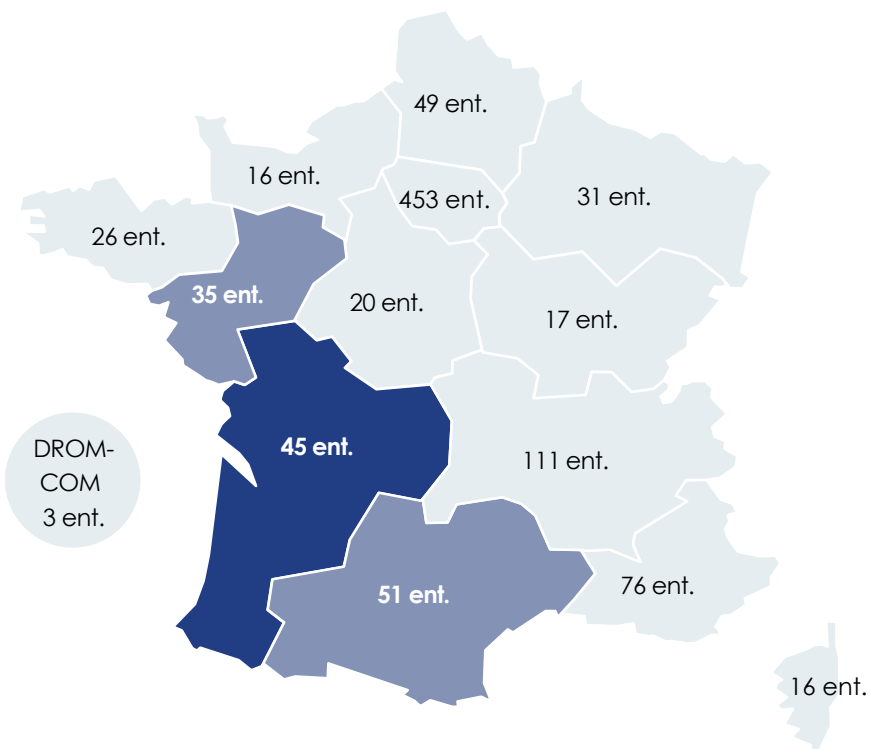 49 ent.
16 ent.
453 ent.
31 ent.
26 ent.
35 ent.
20 ent.
17 ent.
DROM-
COM
3 ent.
45 ent.
111 ent.
51 ent.
76 ent.
16 ent.